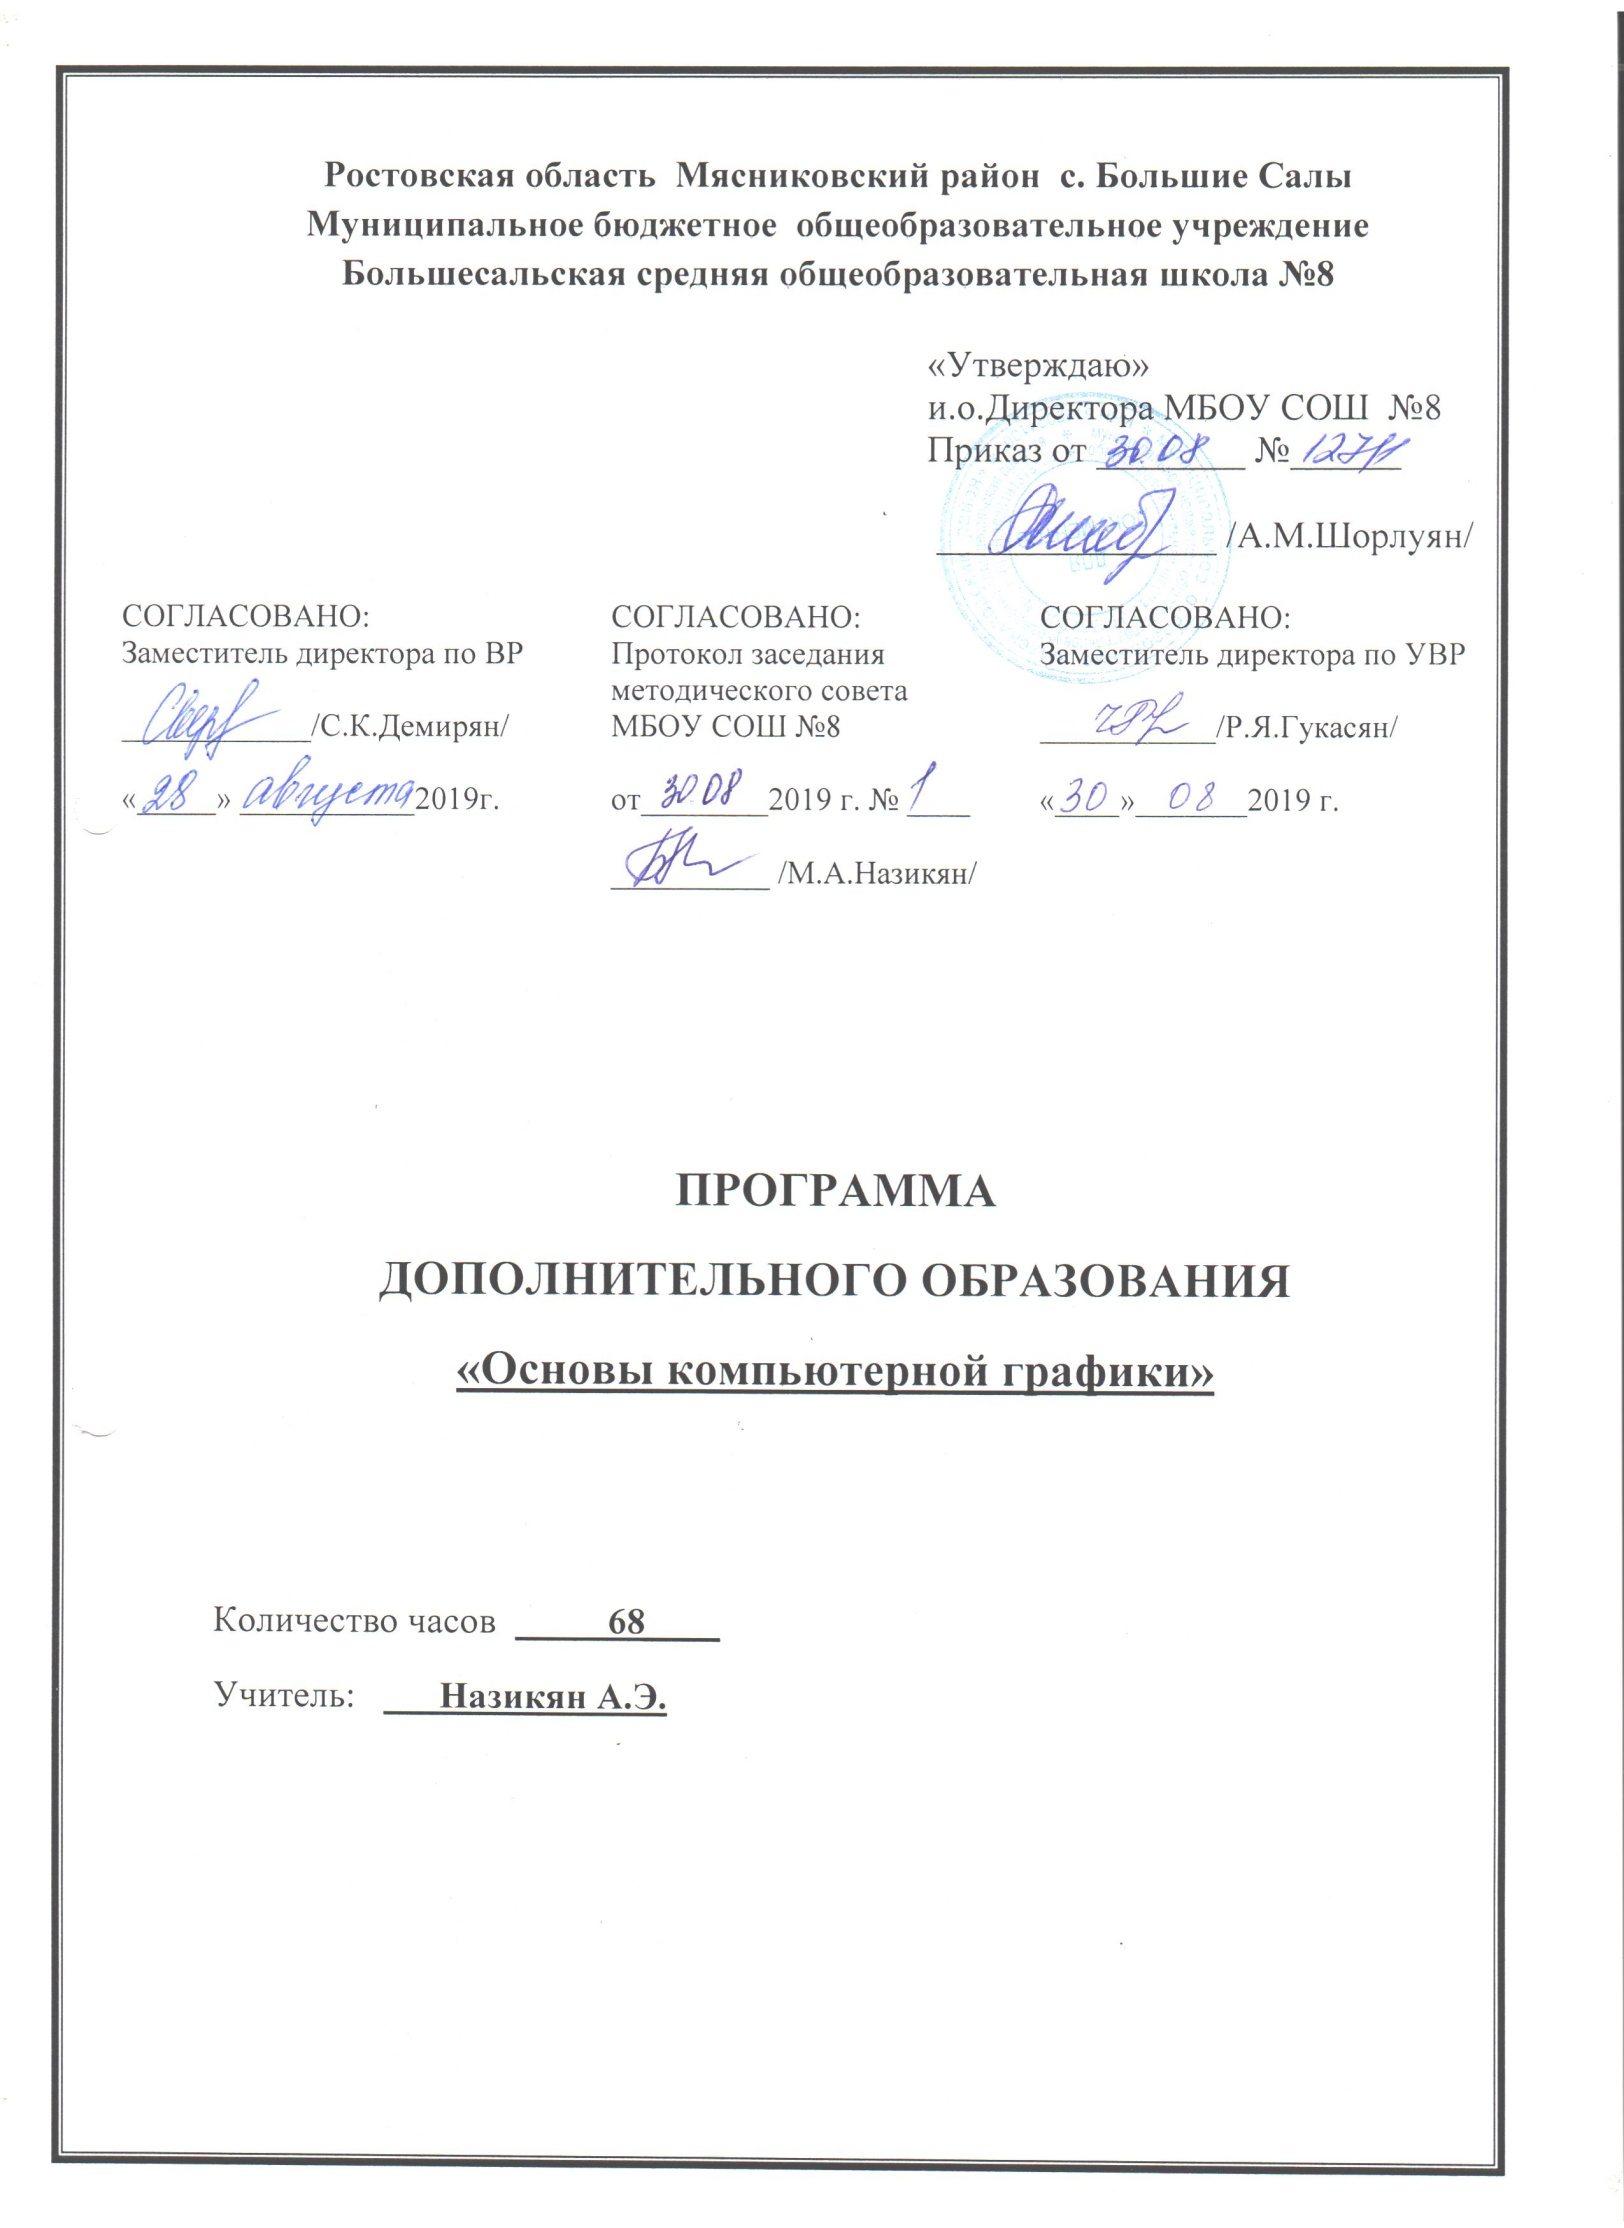 Ростовская область Мясниковский район с. Большие Салы
Муниципальное бюджетное общеобразовательное учреждение
Большесальская средняя общеобразовательная школа №8
«Утверждаю»
и.о.Директора МБОУ СОШ №8
Приказ от 30.08 №
/А.М.Шорлуян/
СОГЛАСОВАНО:
Заместитель директора по ВР
/С.К.Демирян/
«28» августа 2019г.
СОГЛАСОВАНО:
Протокол заседания
методического совета
МБОУ СОШ №8
от 30.08 2019 г. № 1
/М.А.Назикян/
СОГЛАСОВАНО:
Заместитель директора по УВР
/Р.Я.Гукасян/
«30» 08 2019 г.
ПРОГРАММА
ДОПОЛНИТЕЛЬНОГО ОБРАЗОВАНИЯ
«Основы компьютерной графики»
Количество часов 68
Учитель: Назикян А.Э.